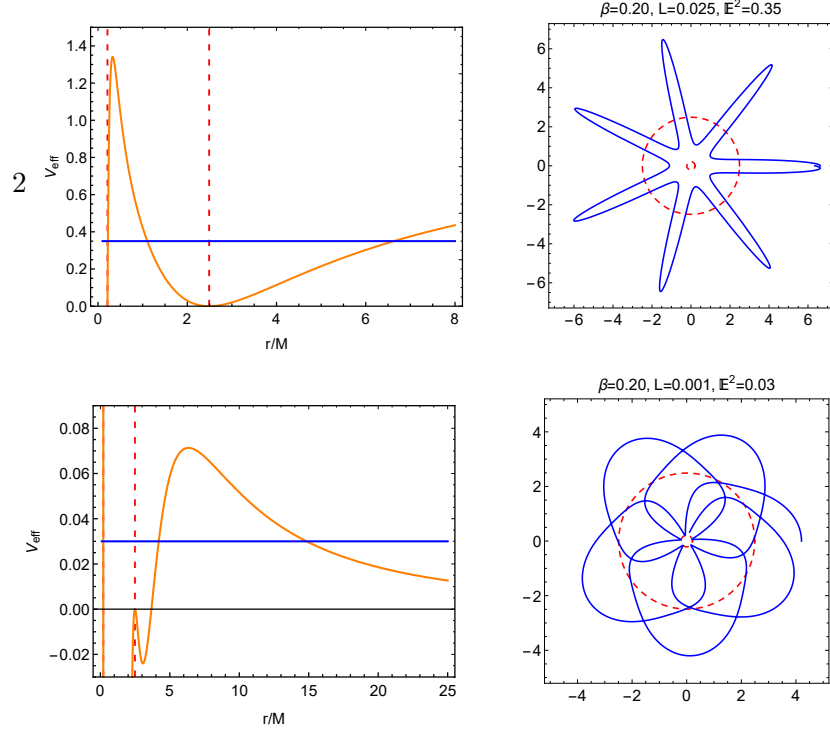 2
1.4
1.2
1.0
0.8
0.6
0.4
0.2
0.0
V_eff
0 2 4 6 8
r/M
β=0.20, L=0.025, 𝔼²=0.35
6
4
2
0
−2
−4
−6
−6 −4 −2 0 2 4 6
0.08
0.06
0.04
0.02
0.00
−0.02
V_eff
0 5 10 15 20 25
r/M
β=0.20, L=0.001, 𝔼²=0.03
4
2
0
−2
−4
−4 −2 0 2 4